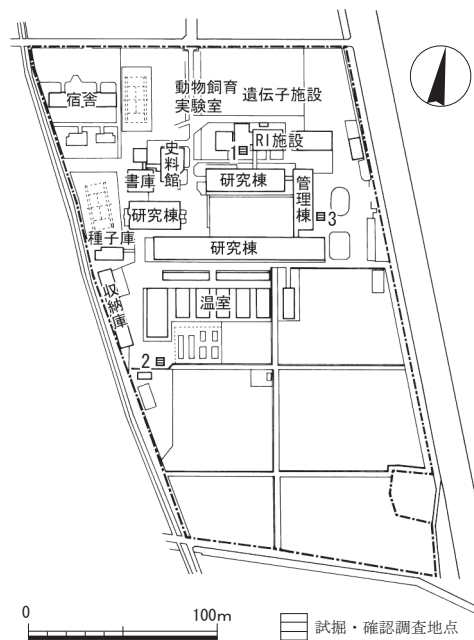 宿舎
動物飼育
実験室
遺伝子施設
1
RI施設
史料館
書庫
研究棟
管理棟
研究棟
3
種子庫
研究棟
収納庫
温室
2
0
100m
試掘・確認調査地点